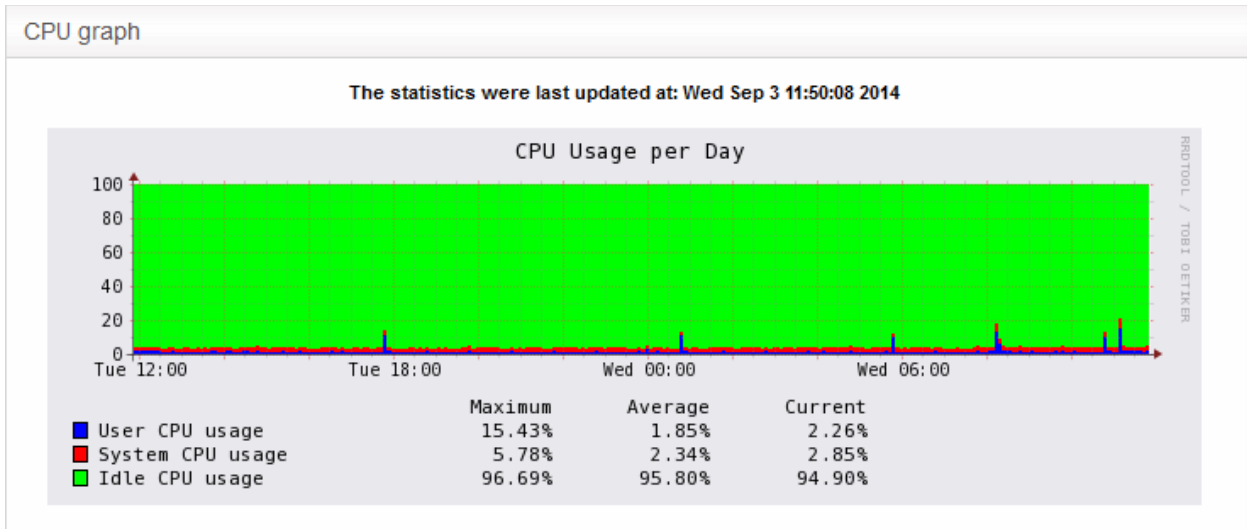 CPU graph
The statistics were last updated at: Wed Sep 3 11:50:08 2014
CPU Usage per Day
RRDTOOL / TOBI OETIKER
100
80
60
40
20
0
Tue 12:00 Tue 18:00 Wed 00:00 Wed 06:00
Maximum Average Current
User CPU usage 15.43% 1.85% 2.26%
System CPU usage 5.78% 2.34% 2.85%
Idle CPU usage 96.69% 95.80% 94.90%